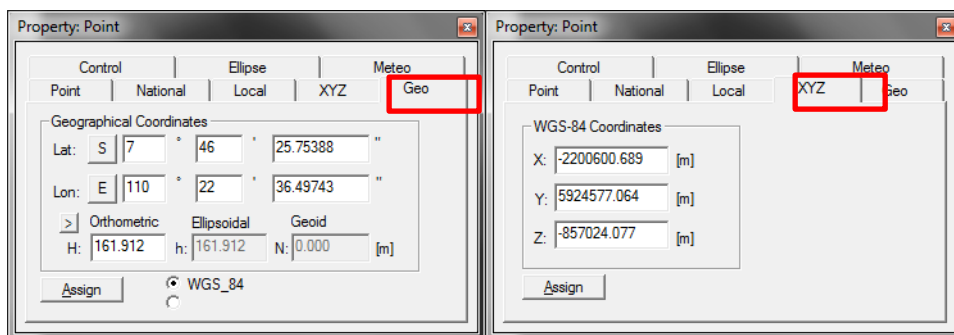 Property: Point
Control Ellipse Meteo
Point National Local XYZ Geo
Geographical Coordinates
Lat: S 7 ° 46 ' 25.75388 "
Lon: E 110 ° 22 ' 36.49743 "
> Orthometric Ellipsoidal Geoid
H: 161.912 h: 161.912 N: 0.000 [m]
Assign WGS_84
Property: Point
Control Ellipse Meteo
Point National Local XYZ Geo
WGS-84 Coordinates
X: -2200600.689 [m]
Y: 5924577.064 [m]
Z: -857024.077 [m]
Assign